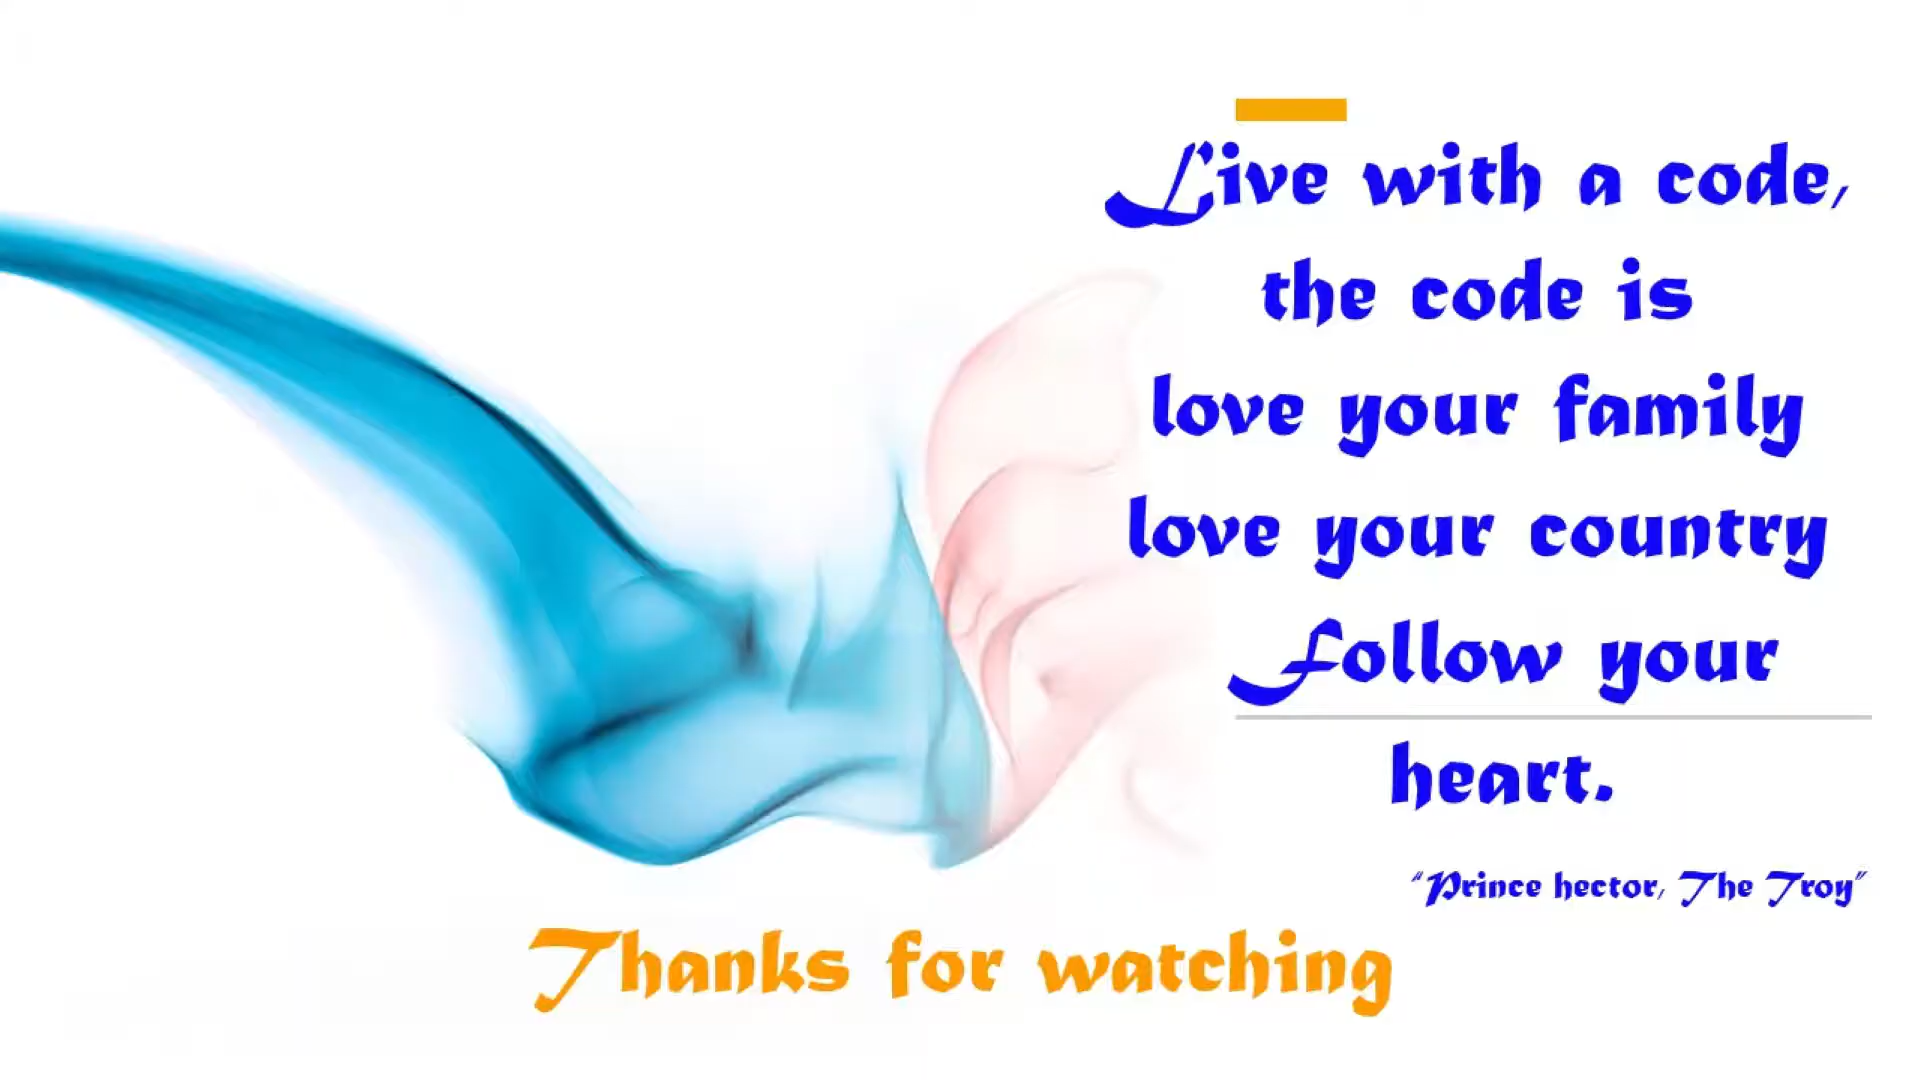 Live with a code,
the code is
love your family
love your country
Follow your
heart.
"Prince hector, The Troy"
Thanks for watching